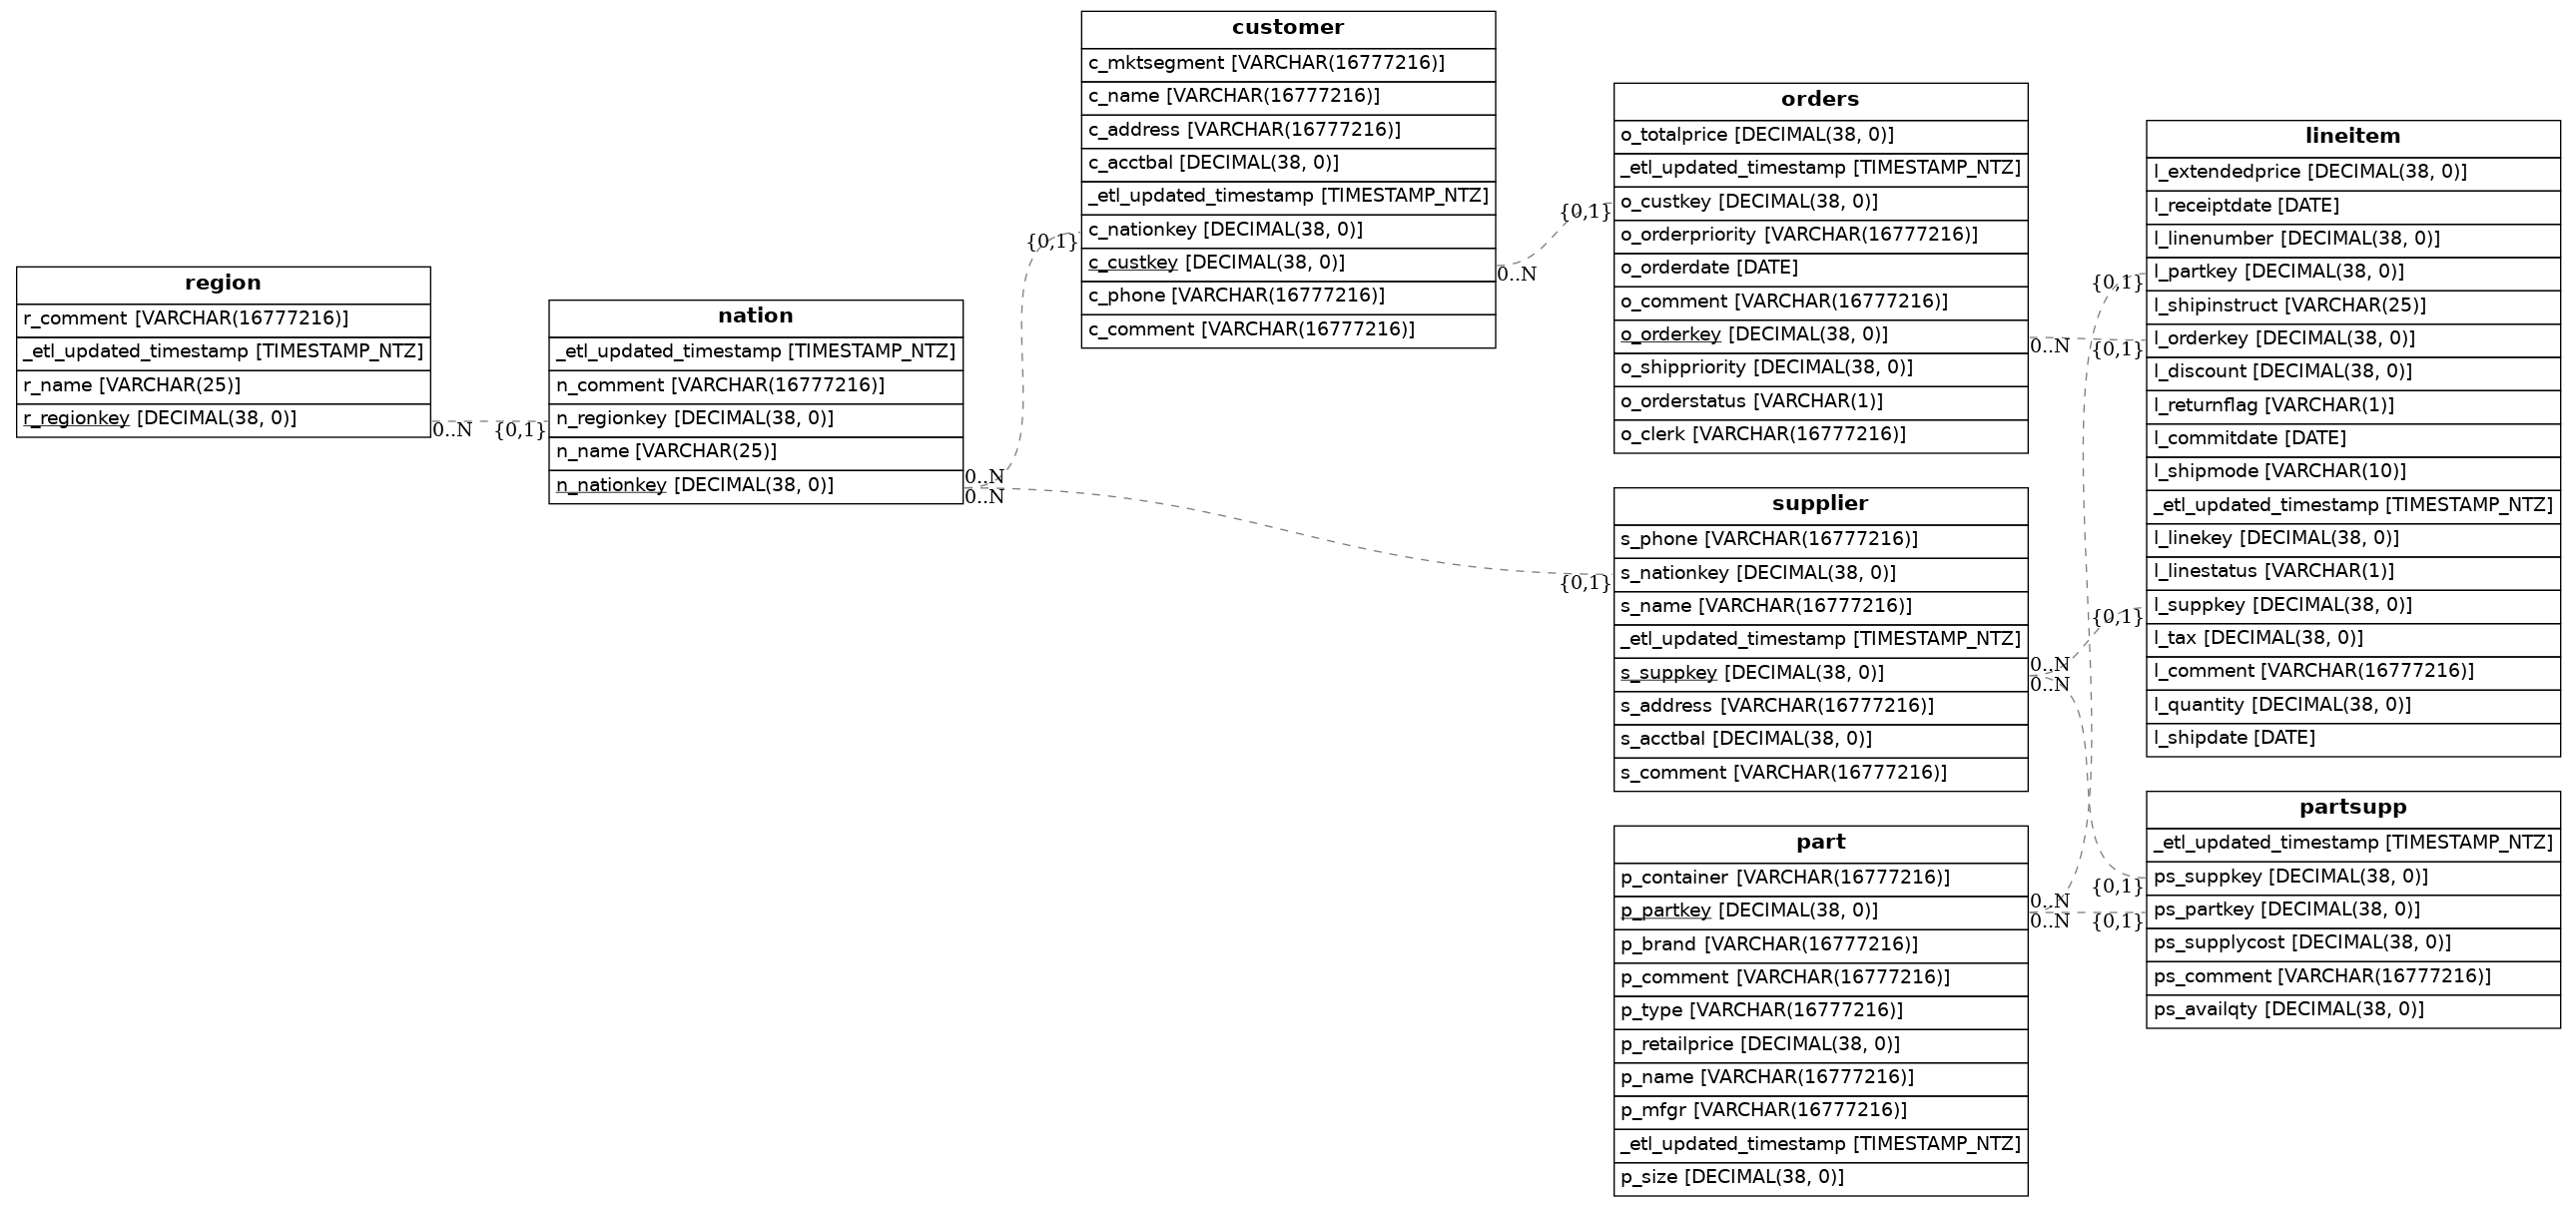 region
r_comment [VARCHAR(16777216)]
_etl_updated_timestamp [TIMESTAMP_NTZ]
r_name [VARCHAR(25)]
r_regionkey [DECIMAL(38, 0)]
0..N
{0,1}
nation
_etl_updated_timestamp [TIMESTAMP_NTZ]
n_comment [VARCHAR(16777216)]
n_regionkey [DECIMAL(38, 0)]
n_name [VARCHAR(25)]
n_nationkey [DECIMAL(38, 0)]
0..N
0..N
{0,1}
customer
c_mktsegment [VARCHAR(16777216)]
c_name [VARCHAR(16777216)]
c_address [VARCHAR(16777216)]
c_acctbal [DECIMAL(38, 0)]
_etl_updated_timestamp [TIMESTAMP_NTZ]
c_nationkey [DECIMAL(38, 0)]
c_custkey [DECIMAL(38, 0)]
c_phone [VARCHAR(16777216)]
c_comment [VARCHAR(16777216)]
0..N
{0,1}
orders
o_totalprice [DECIMAL(38, 0)]
_etl_updated_timestamp [TIMESTAMP_NTZ]
o_custkey [DECIMAL(38, 0)]
o_orderpriority [VARCHAR(16777216)]
o_orderdate [DATE]
o_comment [VARCHAR(16777216)]
o_orderkey [DECIMAL(38, 0)]
o_shippriority [DECIMAL(38, 0)]
o_orderstatus [VARCHAR(1)]
o_clerk [VARCHAR(16777216)]
0..N
{0,1}
{0,1}
supplier
s_phone [VARCHAR(16777216)]
s_nationkey [DECIMAL(38, 0)]
s_name [VARCHAR(16777216)]
_etl_updated_timestamp [TIMESTAMP_NTZ]
s_suppkey [DECIMAL(38, 0)]
s_address [VARCHAR(16777216)]
s_acctbal [DECIMAL(38, 0)]
s_comment [VARCHAR(16777216)]
0..N
0..N
part
p_container [VARCHAR(16777216)]
p_partkey [DECIMAL(38, 0)]
p_brand [VARCHAR(16777216)]
p_comment [VARCHAR(16777216)]
p_type [VARCHAR(16777216)]
p_retailprice [DECIMAL(38, 0)]
p_name [VARCHAR(16777216)]
p_mfgr [VARCHAR(16777216)]
_etl_updated_timestamp [TIMESTAMP_NTZ]
p_size [DECIMAL(38, 0)]
0..N
0..N
{0,1}
{0,1}
lineitem
l_extendedprice [DECIMAL(38, 0)]
l_receiptdate [DATE]
l_linenumber [DECIMAL(38, 0)]
l_partkey [DECIMAL(38, 0)]
l_shipinstruct [VARCHAR(25)]
l_orderkey [DECIMAL(38, 0)]
l_discount [DECIMAL(38, 0)]
l_returnflag [VARCHAR(1)]
l_commitdate [DATE]
l_shipmode [VARCHAR(10)]
_etl_updated_timestamp [TIMESTAMP_NTZ]
l_linekey [DECIMAL(38, 0)]
l_linestatus [VARCHAR(1)]
l_suppkey [DECIMAL(38, 0)]
l_tax [DECIMAL(38, 0)]
l_comment [VARCHAR(16777216)]
l_quantity [DECIMAL(38, 0)]
l_shipdate [DATE]
{0,1}
{0,1}
partsupp
_etl_updated_timestamp [TIMESTAMP_NTZ]
ps_suppkey [DECIMAL(38, 0)]
ps_partkey [DECIMAL(38, 0)]
ps_supplycost [DECIMAL(38, 0)]
ps_comment [VARCHAR(16777216)]
ps_availqty [DECIMAL(38, 0)]